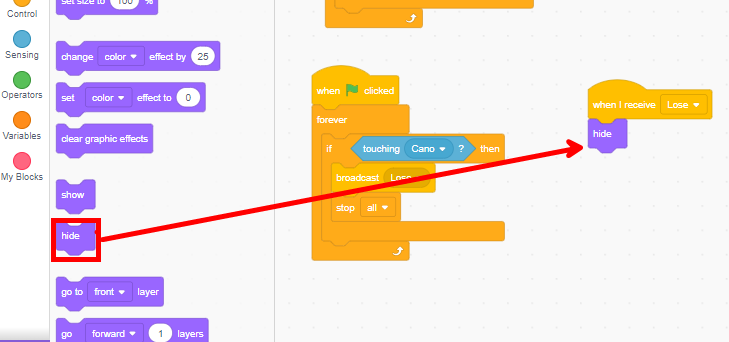 Control
Sensing
Operators
Variables
My Blocks
set size to 100 %
change color effect by 25
set color effect to 0
clear graphic effects
show
hide
go to front layer
go forward 1 layers
when clicked
forever
if touching Cano ? then
broadcast Lose
stop all
when I receive Lose
hide